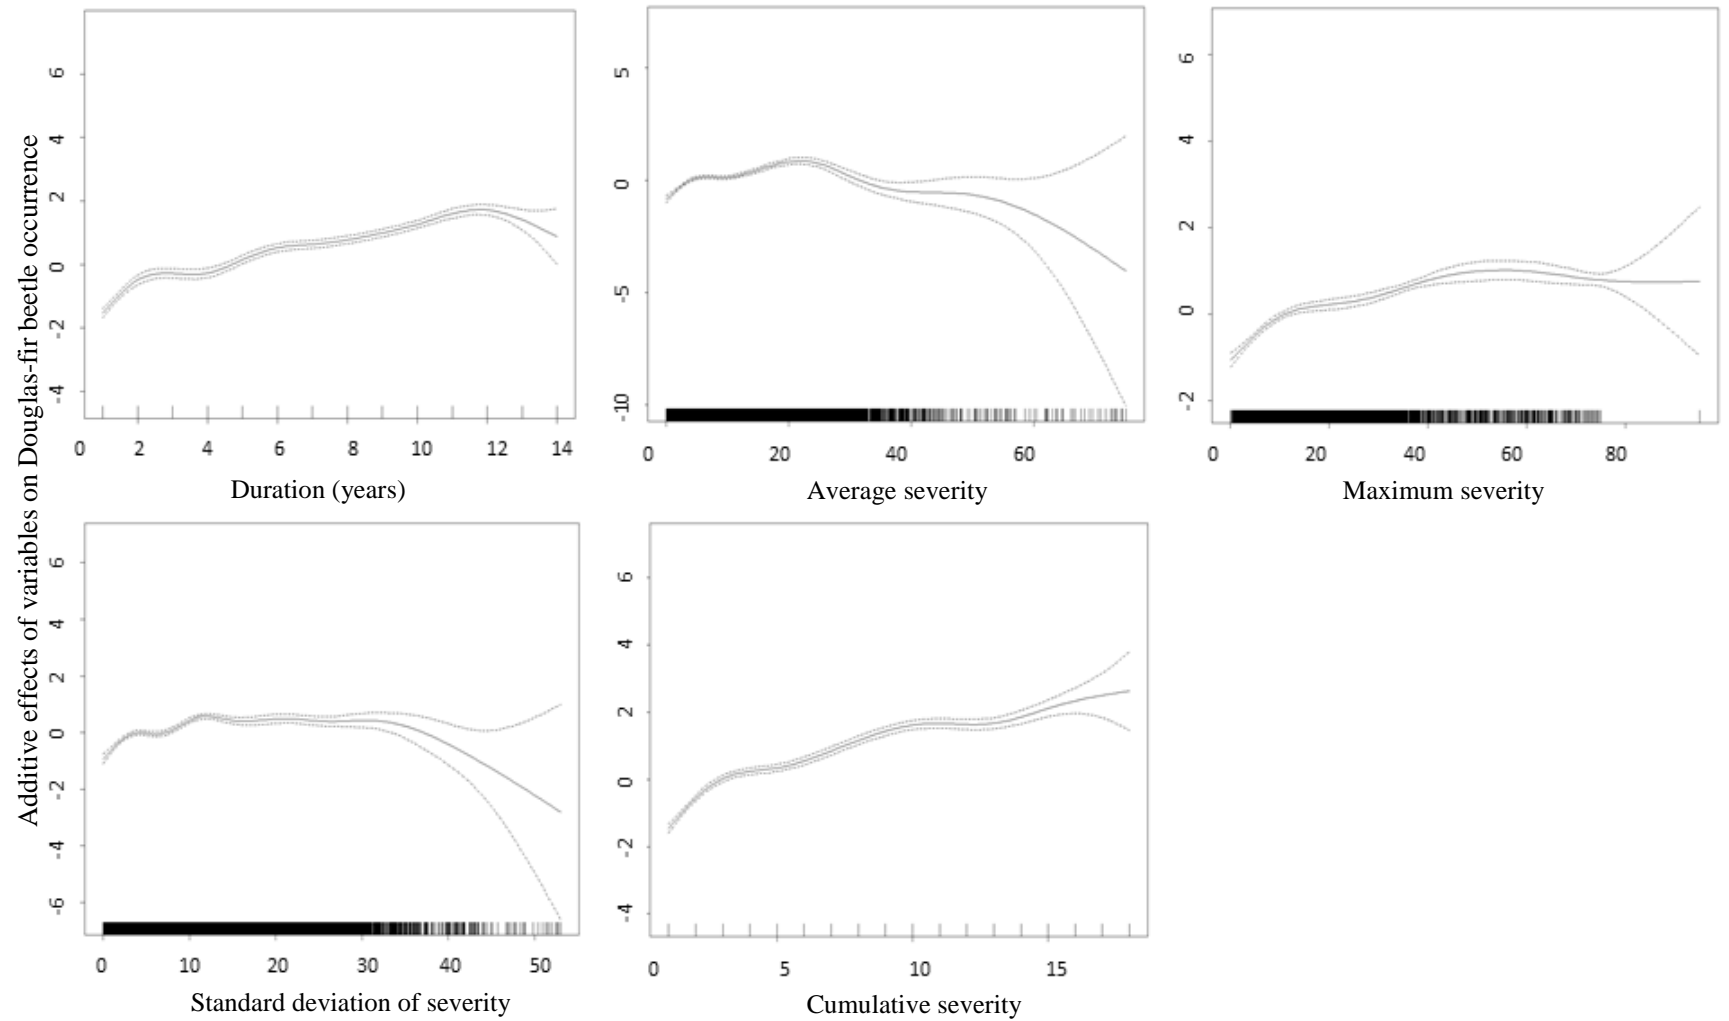 Additive effects of variables on Douglas-fir beetle occurrence
6
4
2
0
-2
-4
0 2 4 6 8 10 12 14
Duration (years)
5
0
-5
-10
0 20 40 60
Average severity
6
4
2
0
-2
0 20 40 60 80
Maximum severity
6
4
2
0
-2
-4
-6
0 10 20 30 40 50
Standard deviation of severity
6
4
2
0
-2
-4
0 5 10 15
Cumulative severity